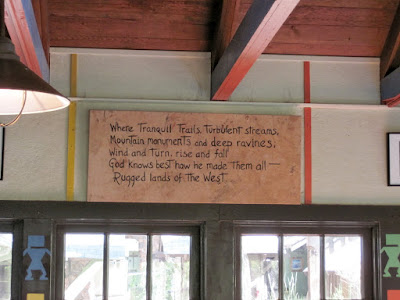 Where Tranquil Trails, Turbulent streams,
Mountain monuments and deep ravines,
Wind and Turn, rise and fall
God knows best how he made Them all —
Rugged lands of The West.